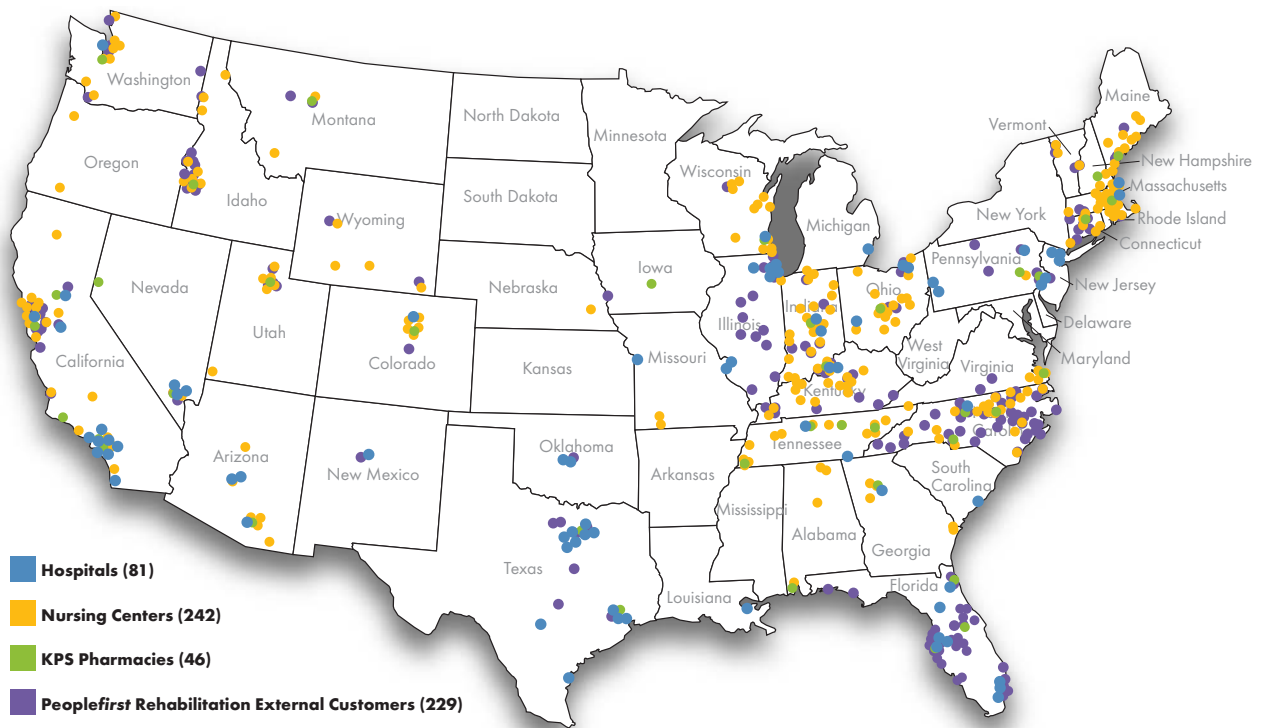 Washington
Montana
North Dakota
Minnesota
Maine
Vermont
Oregon
Idaho
Wyoming
South Dakota
Wisconsin
Michigan
New York
New Hampshire
Massachusetts
Rhode Island
Connecticut
Nevada
Utah
Colorado
Nebraska
Iowa
Illinois
Indiana
Ohio
Pennsylvania
New Jersey
Delaware
Maryland
California
Kansas
Missouri
Kentucky
West
Virginia
Virginia
Arizona
New Mexico
Oklahoma
Arkansas
Tennessee
Carolina
South
Carolina
Mississippi
Alabama
Georgia
Texas
Louisiana
Florida
Hospitals (81)
Nursing Centers (242)
KPS Pharmacies (46)
Peoplefirst Rehabilitation External Customers (229)